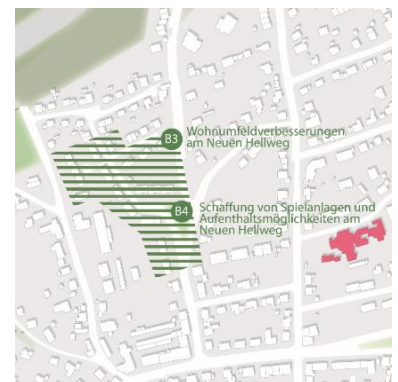 B3 Wohnumfeldverbesserungen
am Neuen Hellweg
B4 Schaffung von Spielanlagen und
Aufenthaltsmöglichkeiten am
Neuen Hellweg